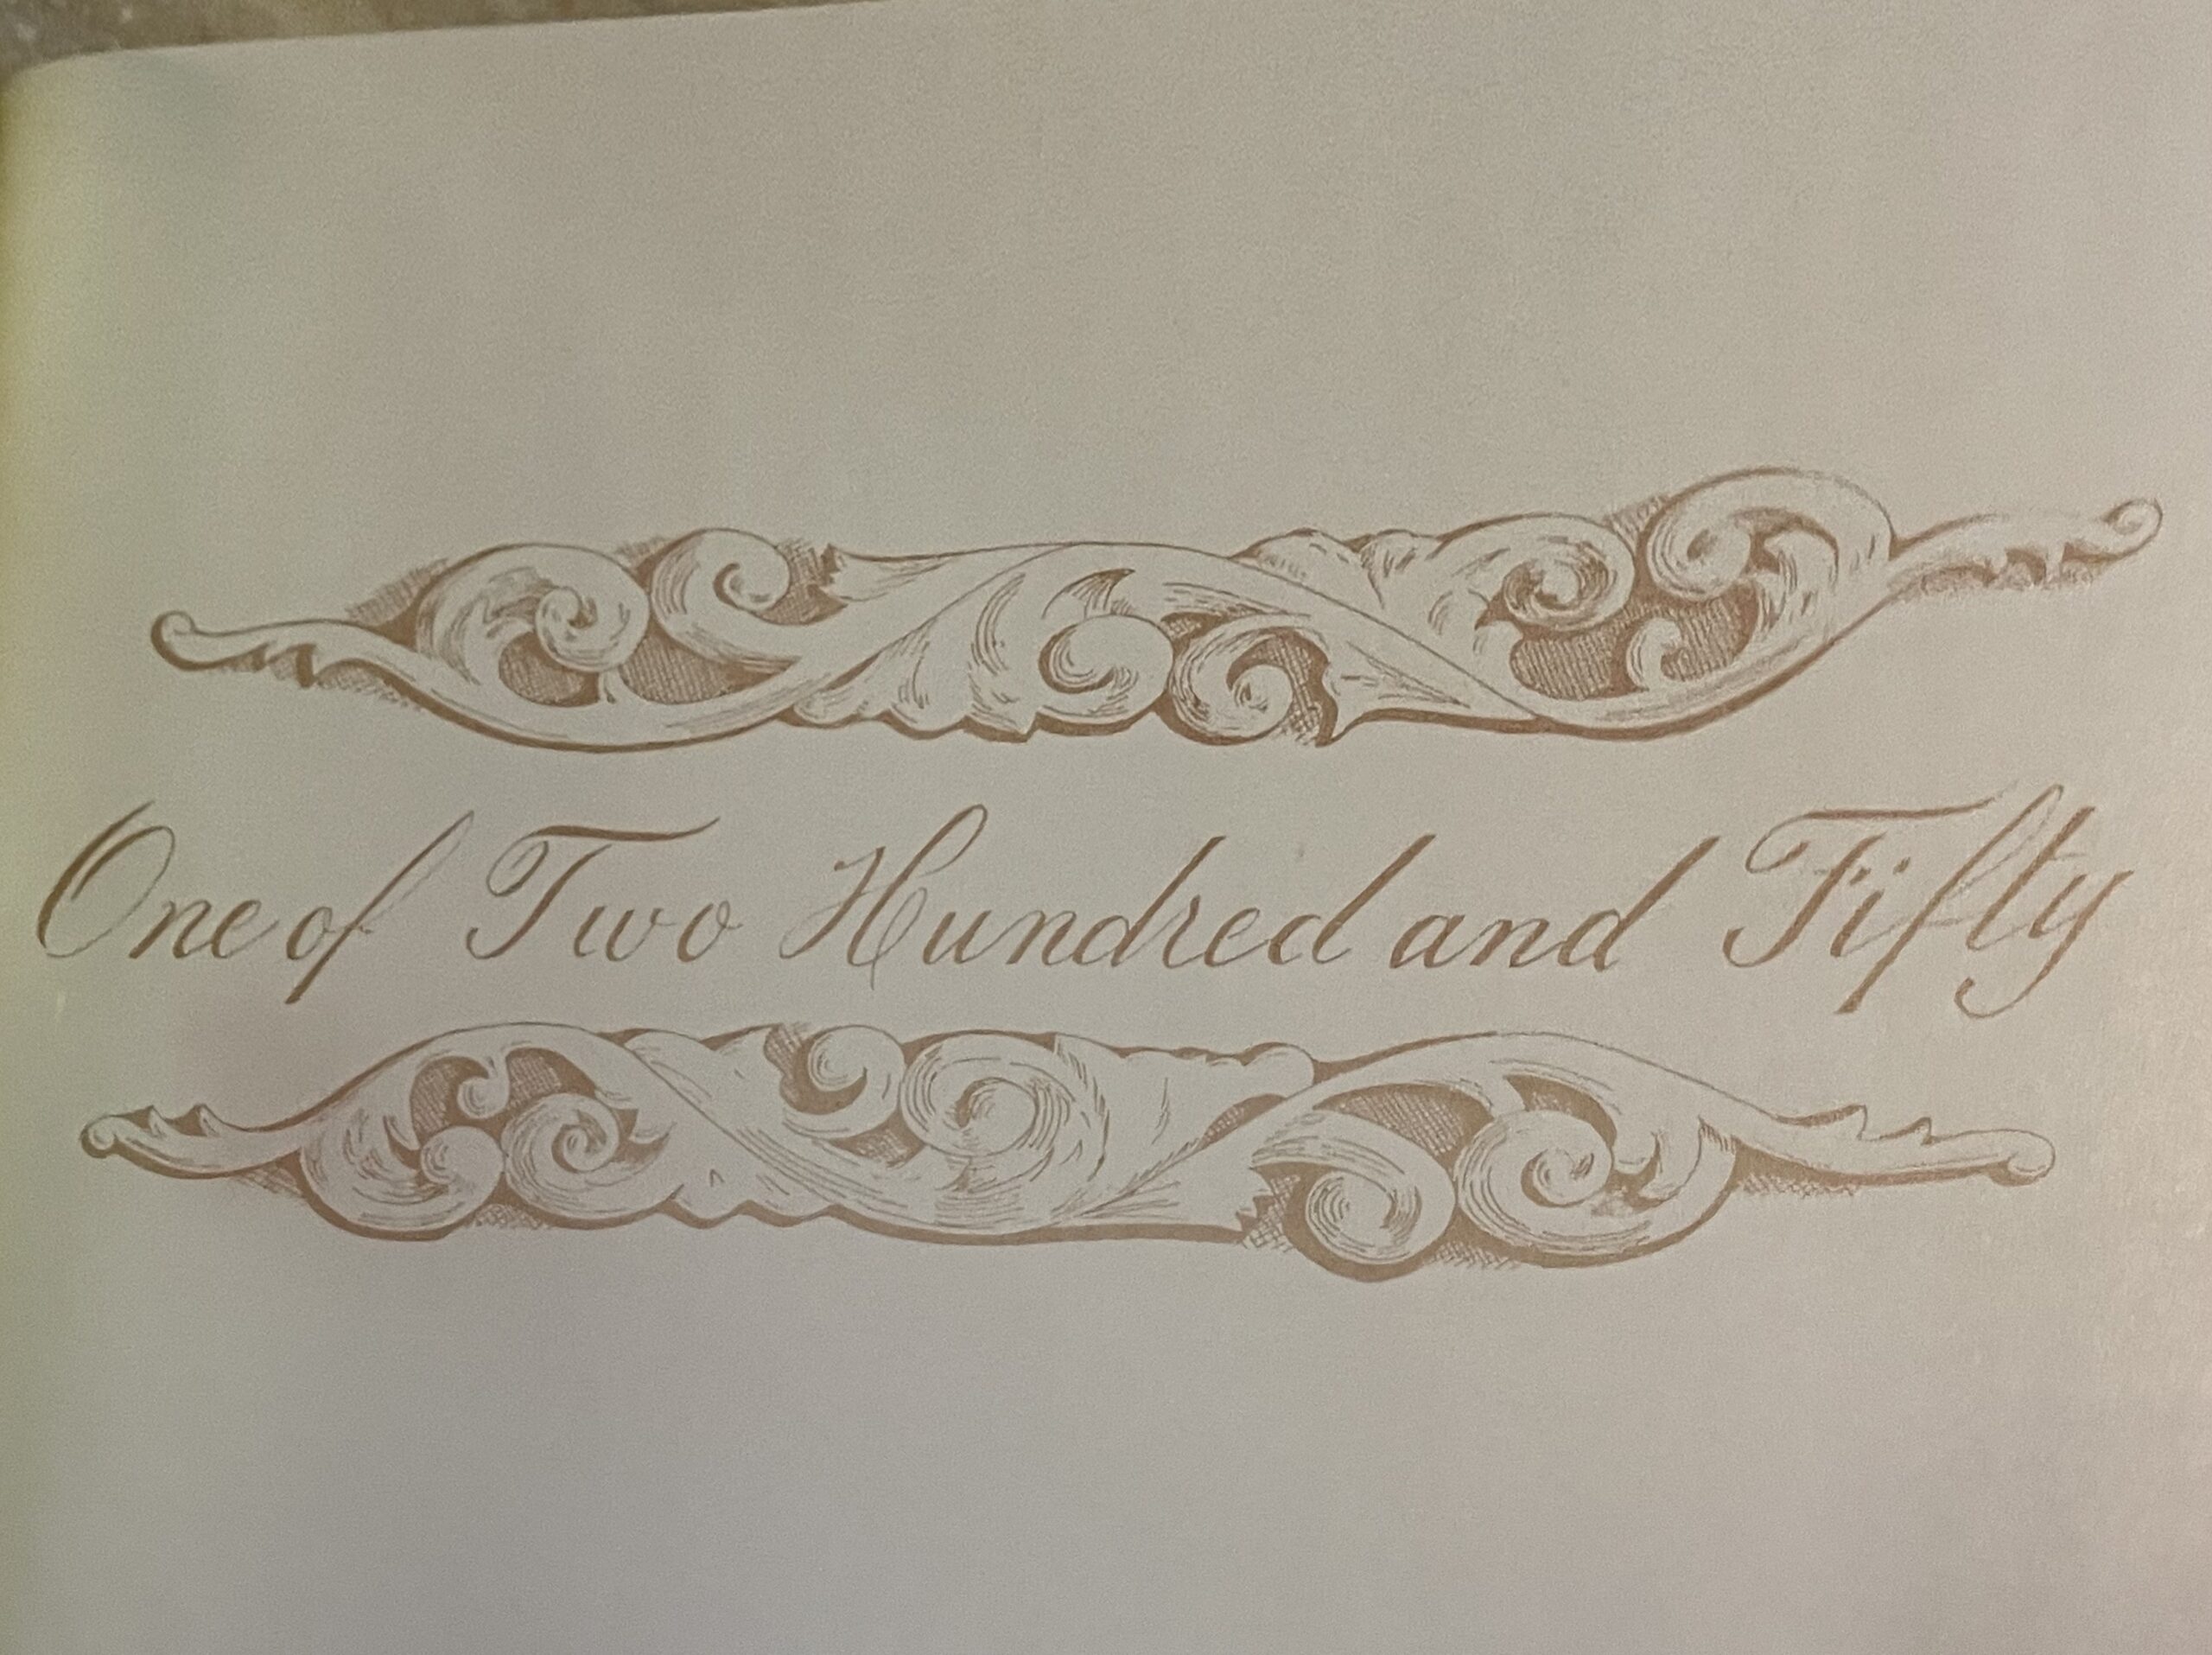 One of Two Hundred and Fifty